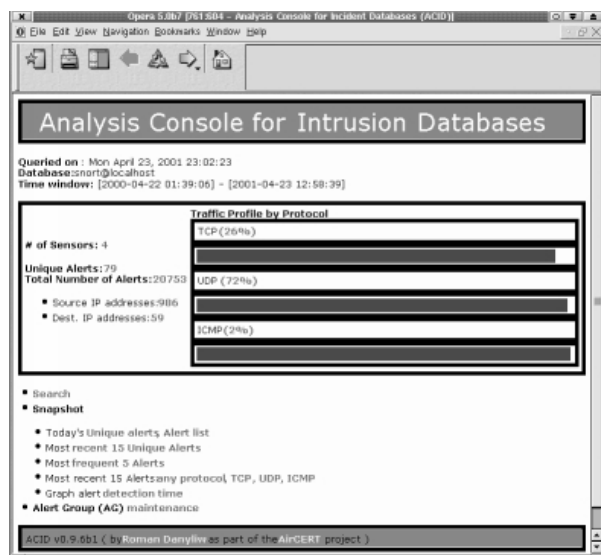 Opera 5.0b7 [761:604 - Analysis Console for Incident Databases (ACID)]
File Edit View Navigation Bookmarks Window Help
Analysis Console for Intrusion Databases
Queried on : Mon April 23, 2001 23:02:23
Database:snort@localhost
Time window: [2000-04-22 01:39:06] - [2001-04-23 12:58:39]
# of Sensors: 4
Unique Alerts:79
Total Number of Alerts:20753
• Source IP addresses:986
• Dest. IP addresses:59
Traffic Profile by Protocol
TCP(26%)
UDP (72%)
ICMP(2%)
• Search
• Snapshot
• Today's Unique alerts, Alert list
• Most recent 15 Unique Alerts
• Most frequent 5 Alerts
• Most recent 15 Alertsany protocol, TCP, UDP, ICMP
• Graph alert detection time
• Alert Group (AG) maintenance
ACID v0.9.6b1 ( by Roman Danyliw as part of the AirCERT project )